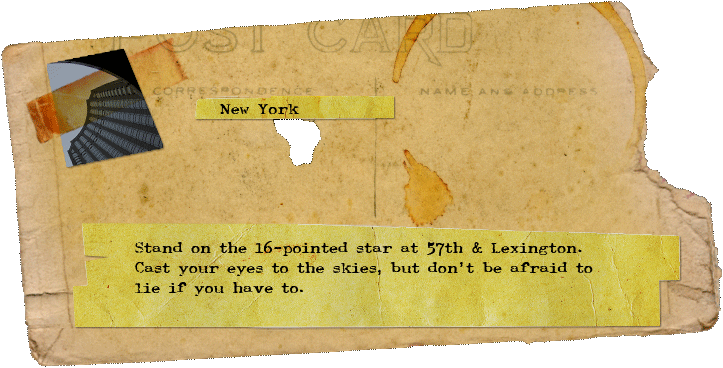 POST CARD
CORRESPONDENCE
NAME ANS ADDRESS
New York
Stand on the 16-pointed star at 57th & Lexington.
Cast your eyes to the skies, but don't be afraid to
lie if you have to.